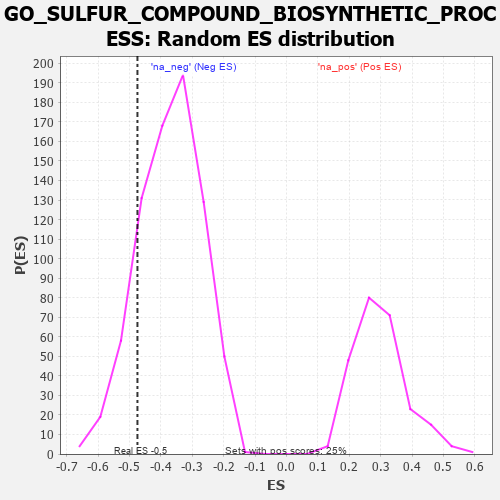 GO_SULFUR_COMPOUND_BIOSYNTHETIC_PROC
ESS: Random ES distribution
'na_neg' (Neg ES)
'na_pos' (Pos ES)
200
190
180
170
160
150
140
130
120
110
100
90
80
70
60
50
40
30
20
10
0
P(ES)
Real ES -0.5
Sets with pos scores: 25%
-0.7 -0.6 -0.5 -0.4 -0.3 -0.2 -0.1 0.0 0.1 0.2 0.3 0.4 0.5 0.6
ES